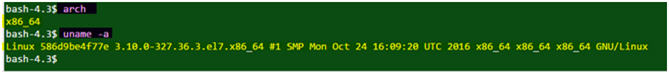 bash-4.3$ arch
x86_64
bash-4.3$ uname -a
Linux 586d9be4f77e 3.10.0-327.36.3.el7.x86_64 #1 SMP Mon Oct 24 16:09:20 UTC 2016 x86_64 x86_64 x86_64 GNU/Linux
bash-4.3$